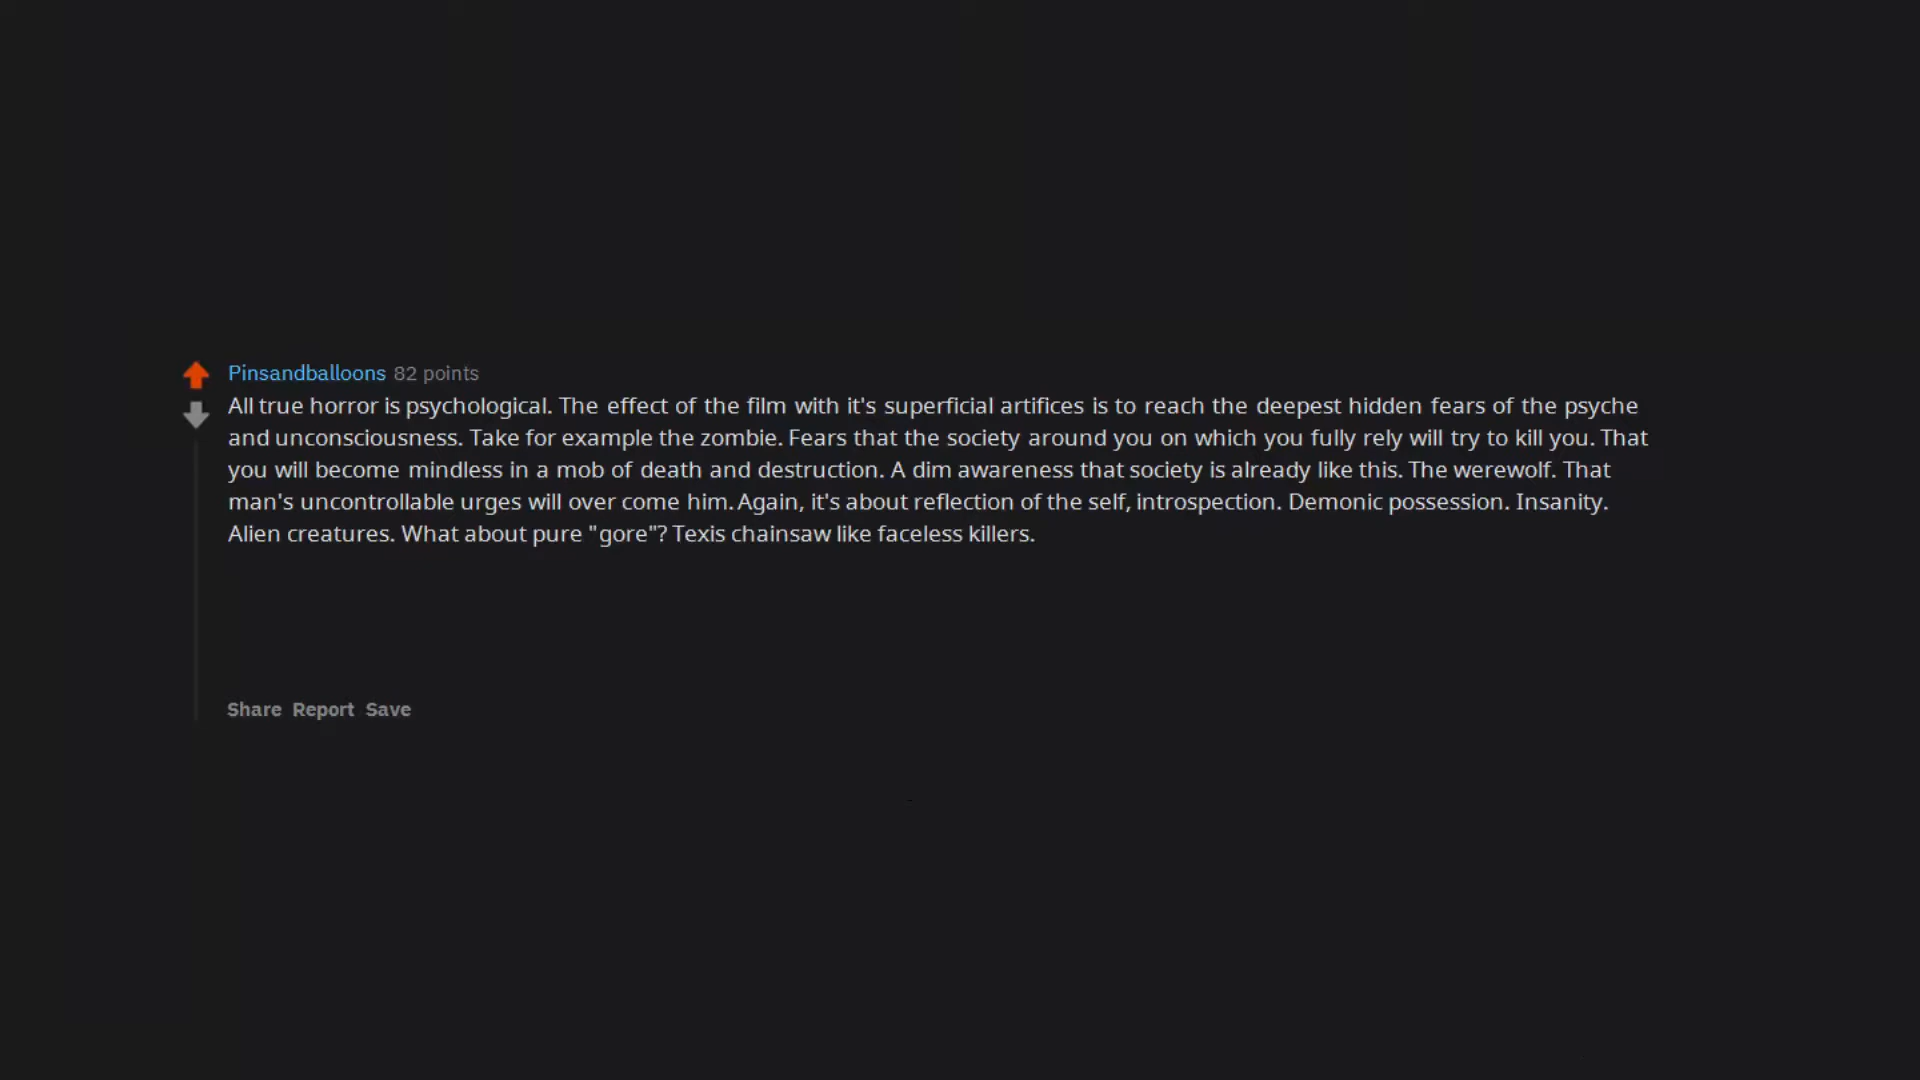 Pinsandballoons 82 points
All true horror is psychological. The effect of the film with it's superficial artifices is to reach the deepest hidden fears of the psyche
and unconsciousness. Take for example the zombie. Fears that the society around you on which you fully rely will try to kill you. That
you will become mindless in a mob of death and destruction. A dim awareness that society is already like this. The werewolf. That
man's uncontrollable urges will over come him. Again, it's about reflection of the self, introspection. Demonic possession. Insanity.
Alien creatures. What about pure "gore"? Texis chainsaw like faceless killers.
Share Report Save